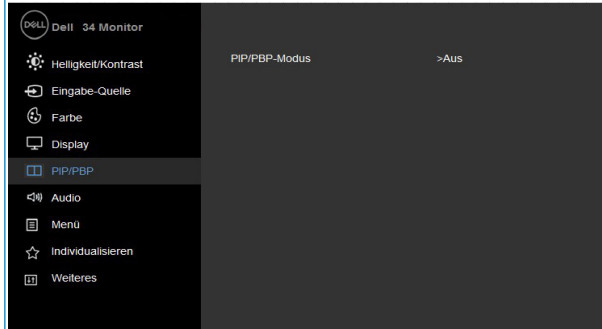 DELL Dell 34 Monitor
Helligkeit/Kontrast
PIP/PBP-Modus >Aus
Eingabe-Quelle
Farbe
Display
PIP/PBP
Audio
Menü
Individualisieren
Weiteres